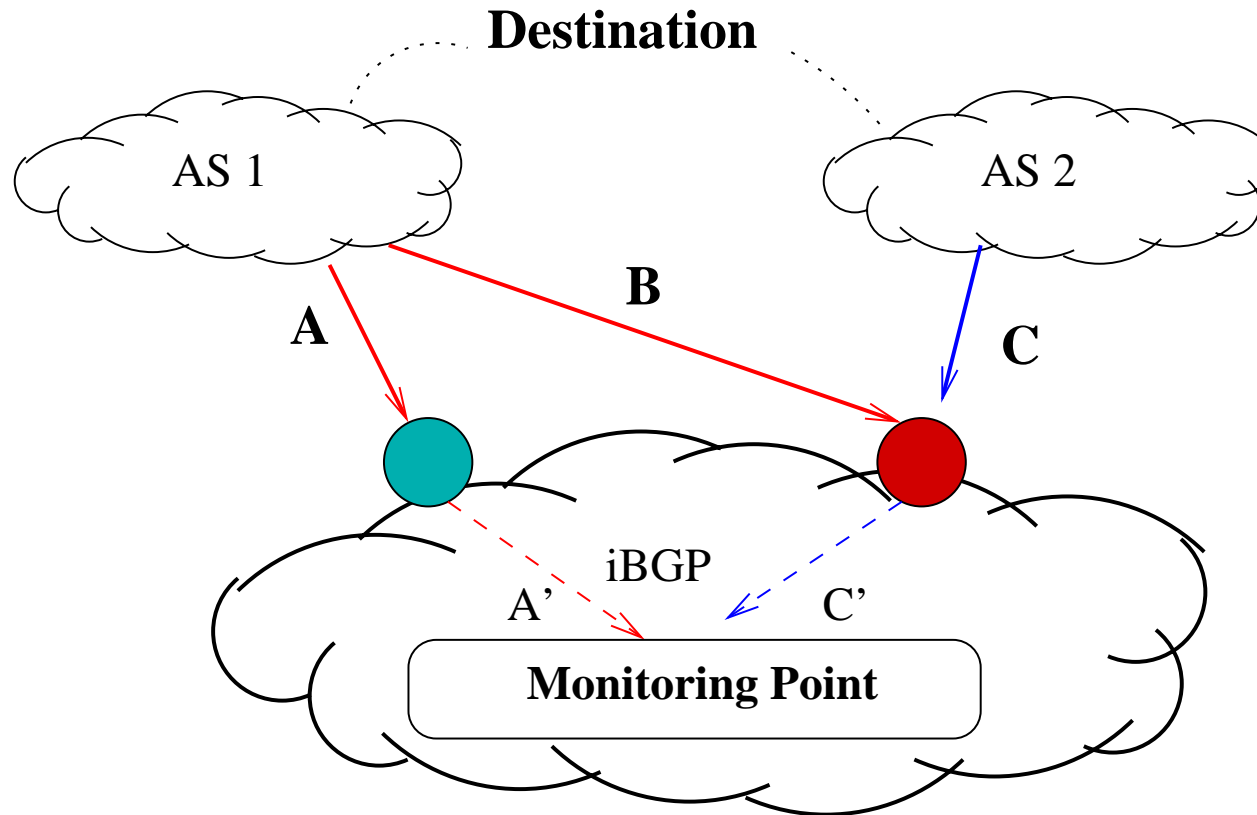 Destination
AS 1
AS 2
B
A
C
iBGP
A’
C’
Monitoring Point